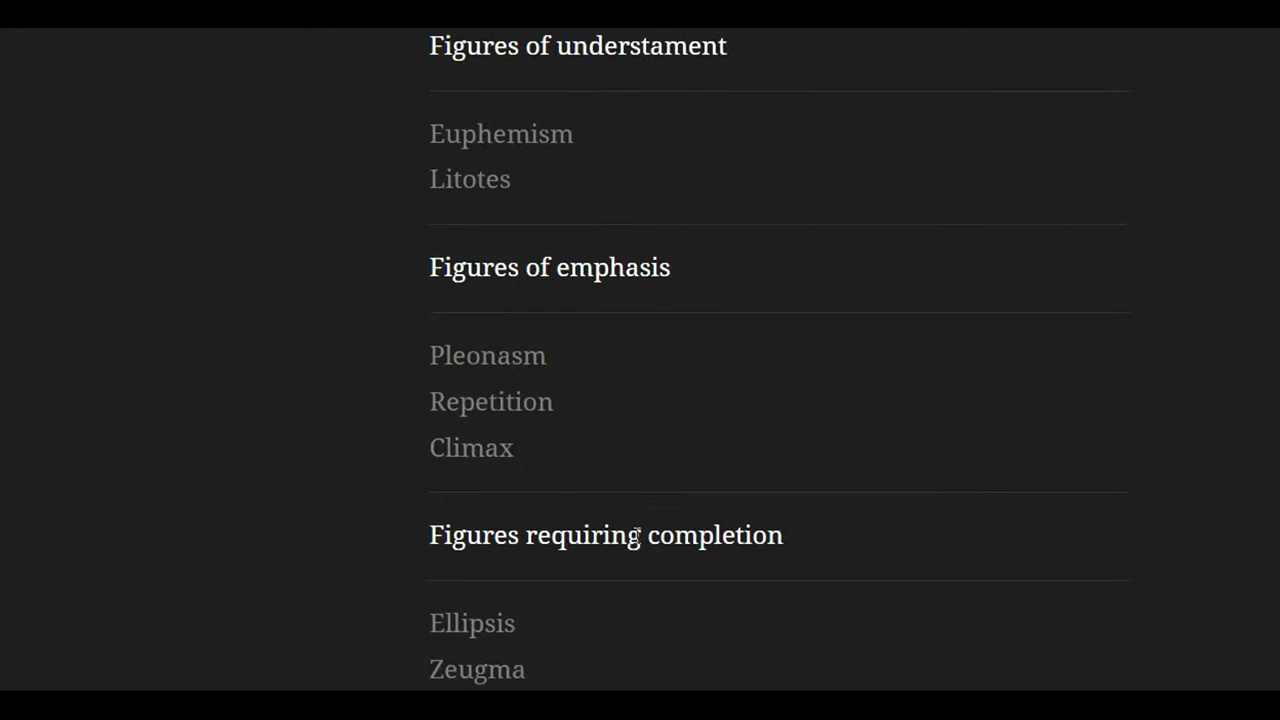 Figures of understament
Euphemism
Litotes
Figures of emphasis
Pleonasm
Repetition
Climax
Figures requiring completion
Ellipsis
Zeugma